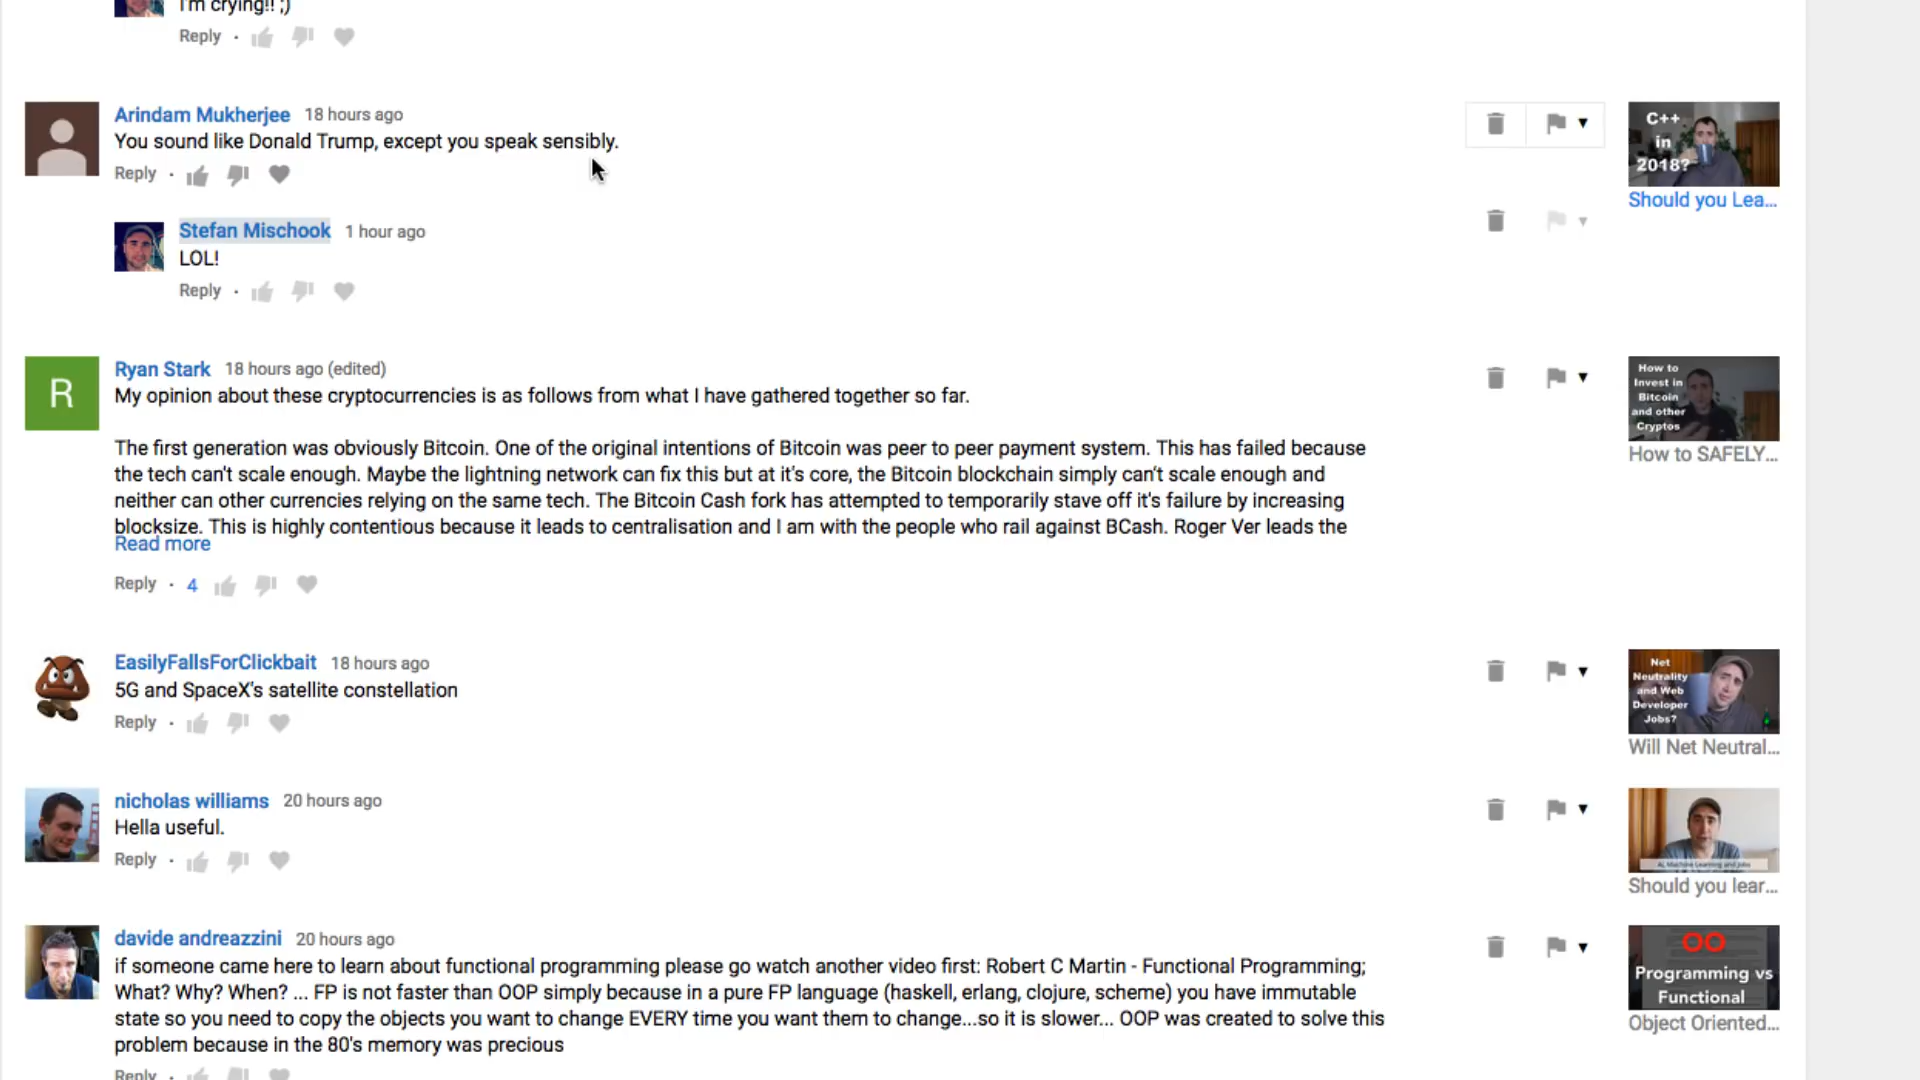 I'm crying!! ;)
Reply ·
Arindam Mukherjee 18 hours ago
You sound like Donald Trump, except you speak sensibly.
Reply ·
C++
in
2018?
Should you Lea...
Stefan Mischook 1 hour ago
LOL!
Reply ·
Ryan Stark 18 hours ago (edited)
My opinion about these cryptocurrencies is as follows from what I have gathered together so far.
The first generation was obviously Bitcoin. One of the original intentions of Bitcoin was peer to peer payment system. This has failed because
the tech can't scale enough. Maybe the lightning network can fix this but at it's core, the Bitcoin blockchain simply can't scale enough and
neither can other currencies relying on the same tech. The Bitcoin Cash fork has attempted to temporarily stave off it's failure by increasing
blocksize. This is highly contentious because it leads to centralisation and I am with the people who rail against BCash. Roger Ver leads the
Read more
Reply · 4
R
How to
Invest in
Bitcoin
and other
Cryptos
How to SAFELY...
EasilyFallsForClickbait 18 hours ago
5G and SpaceX's satellite constellation
Reply ·
Net
Neutrality
and Web
Developer
Jobs?
Will Net Neutral...
nicholas williams 20 hours ago
Hella useful.
Reply ·
AI, Machine Learning and Jobs
Should you lear...
davide andreazzini 20 hours ago
if someone came here to learn about functional programming please go watch another video first: Robert C Martin - Functional Programming;
What? Why? When? ... FP is not faster than OOP simply because in a pure FP language (haskell, erlang, clojure, scheme) you have immutable
state so you need to copy the objects you want to change EVERY time you want them to change...so it is slower... OOP was created to solve this
problem because in the 80's memory was precious
Reply
OO
Programming vs
Functional
Object Oriented...